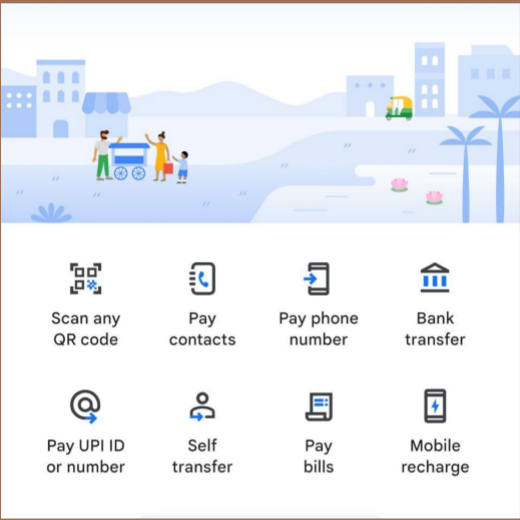 Scan any
QR code
Pay
contacts
Pay phone
number
Bank
transfer
Pay UPI ID
or number
Self
transfer
Pay
bills
Mobile
recharge